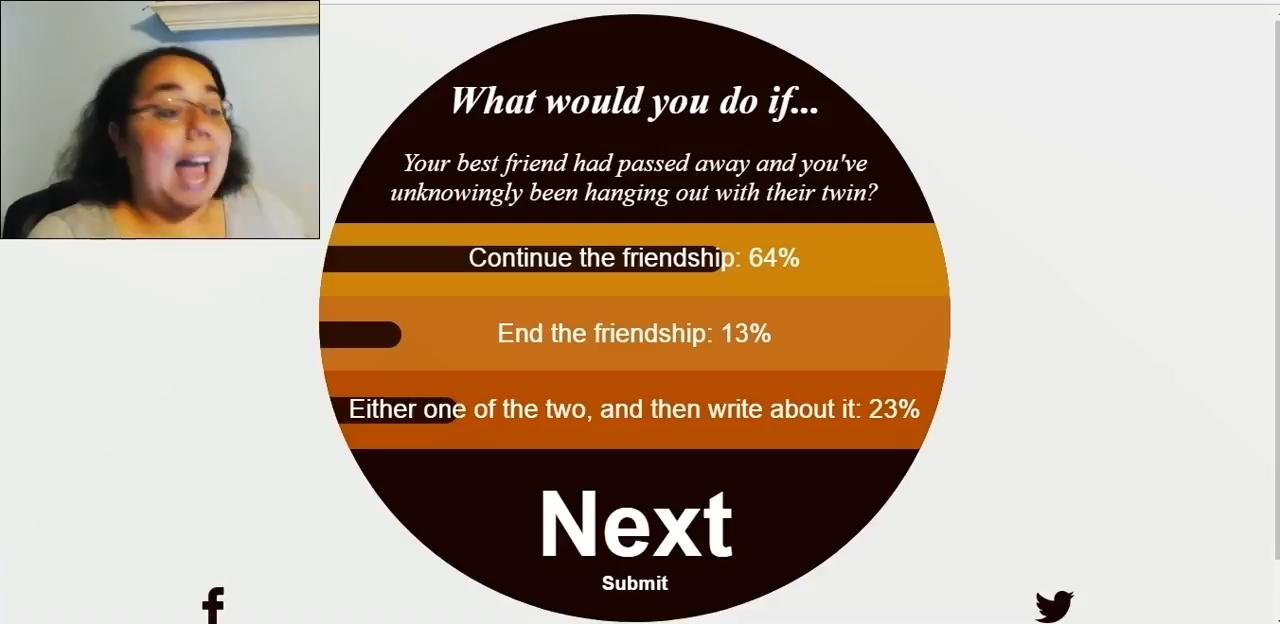 What would you do if...
Your best friend had passed away and you've
unknowingly been hanging out with their twin?
Continue the friendship: 64%
End the friendship: 13%
Either one of the two, and then write about it: 23%
Next
Submit